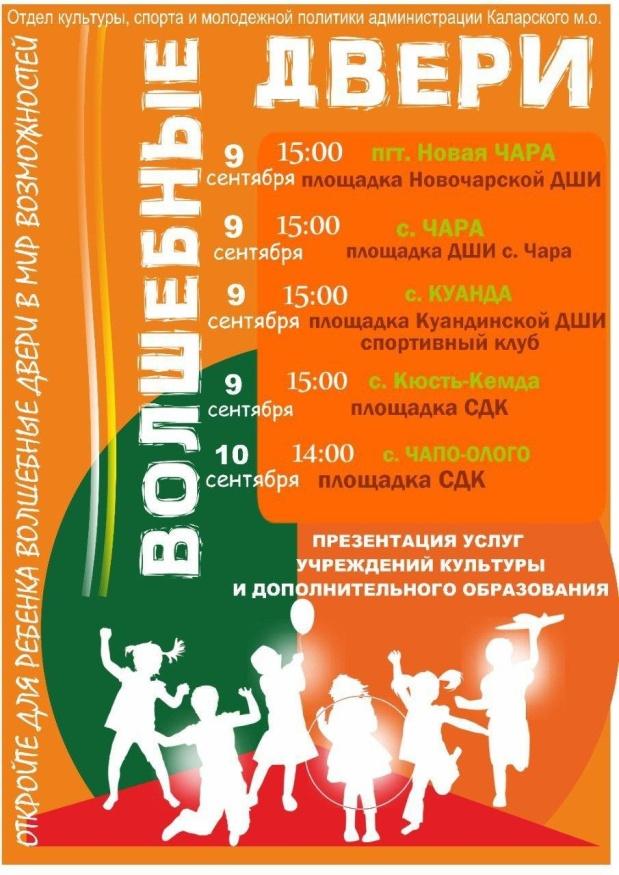 Отдел культуры, спорта и молодежной политики администрации Каларского м.о.
ОТКРОЙТЕ ДЛЯ РЕБЕНКА ВОЛШЕБНЫЕ ДВЕРИ В МИР ВОЗМОЖНОСТЕЙ
ВОЛШЕБНЫЕ
ДВЕРИ
9 15:00 пгт. Новая ЧАРА
сентября площадка Новочарской ДШИ
9 15:00 с. ЧАРА
сентября площадка ДШИ с. Чара
9 15:00 с. КУАНДА
сентября площадка Куандинской ДШИ
спортивный клуб
9 15:00 с. Кюсть-Кемда
сентября площадка СДК
10 14:00 с. ЧАПО-ОЛОГО
сентября площадка СДК
ПРЕЗЕНТАЦИЯ УСЛУГ
УЧРЕЖДЕНИЙ КУЛЬТУРЫ
И ДОПОЛНИТЕЛЬНОГО ОБРАЗОВАНИЯ